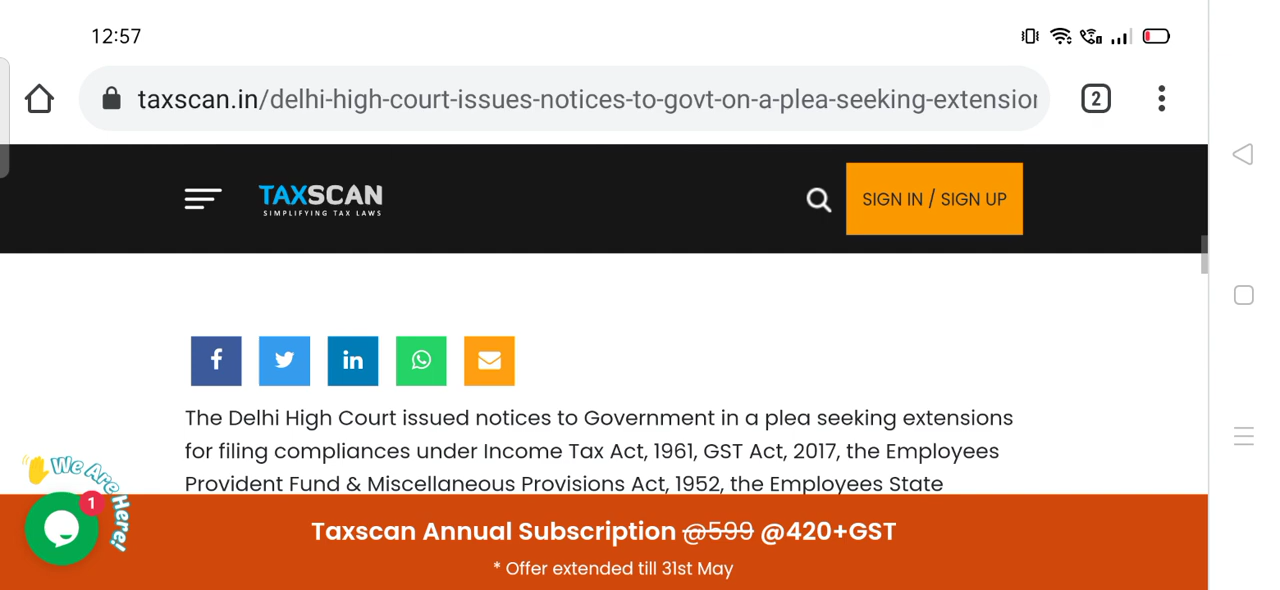 12:57
taxscan.in/delhi-high-court-issues-notices-to-govt-on-a-plea-seeking-extension
2
TAXSCAN
SIMPLIFYING TAX LAWS
SIGN IN / SIGN UP
The Delhi High Court issued notices to Government in a plea seeking extensions
for filing compliances under Income Tax Act, 1961, GST Act, 2017, the Employees
Provident Fund & Miscellaneous Provisions Act, 1952, the Employees State
We Are Here!
1
Taxscan Annual Subscription @599 @420+GST
* Offer extended till 31st May